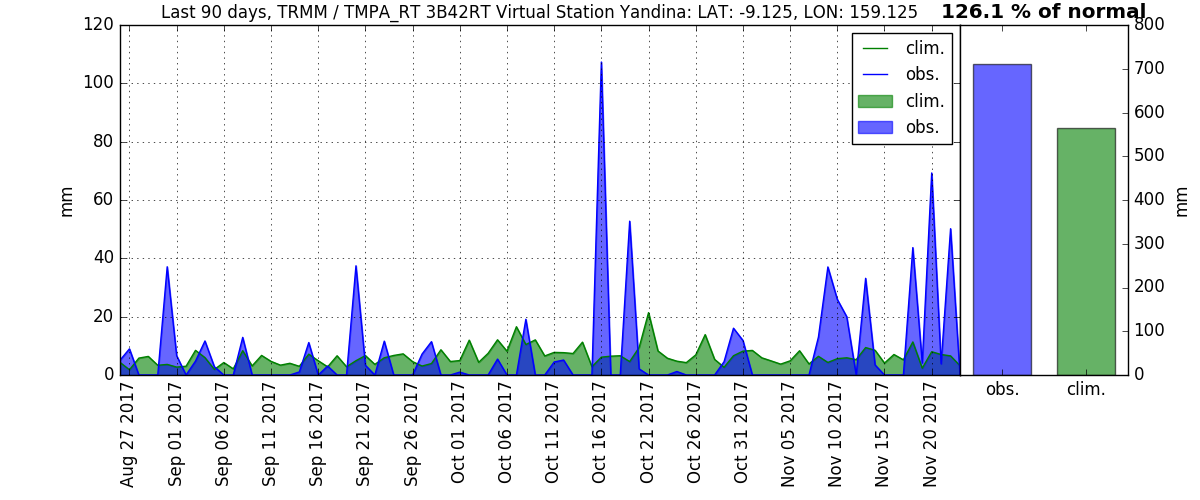 Last 90 days, TRMM / TMPA_RT 3B42RT Virtual Station Yandina: LAT: -9.125, LON: 159.125
126.1 % of normal
120
100
80
60
40
20
0
mm
clim.
obs.
clim.
obs.
800
700
600
500
400
300
200
100
0
mm
Aug 27 2017
Sep 01 2017
Sep 06 2017
Sep 11 2017
Sep 16 2017
Sep 21 2017
Sep 26 2017
Oct 01 2017
Oct 06 2017
Oct 11 2017
Oct 16 2017
Oct 21 2017
Oct 26 2017
Oct 31 2017
Nov 05 2017
Nov 10 2017
Nov 15 2017
Nov 20 2017
obs.
clim.